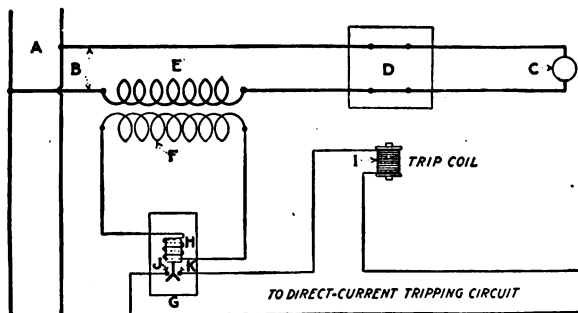 A
B
E
D
C
F
I TRIP COIL
H
J K
G
TO DIRECT-CURRENT TRIPPING CIRCUIT